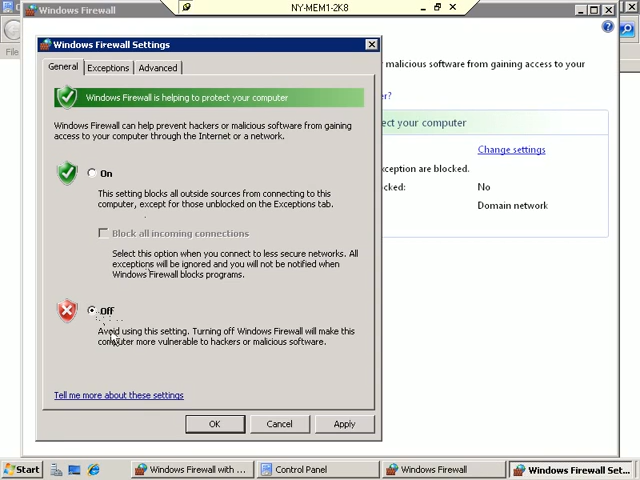 Windows Firewall
NY-MEM1-2K8
File
malicious software from gaining access to your
er?
ect your computer
Change settings
xception are blocked.
cked:
No
Domain network
Windows Firewall Settings
General
Exceptions
Advanced
Windows Firewall is helping to protect your computer
Windows Firewall can help prevent hackers or malicious software from gaining
access to your computer through the Internet or a network.
On
This setting blocks all outside sources from connecting to this
computer, except for those unblocked on the Exceptions tab.
Block all incoming connections
Select this option when you connect to less secure networks. All
exceptions will be ignored and you will not be notified when
Windows Firewall blocks programs.
Off
Avoid using this setting. Turning off Windows Firewall will make this
computer more vulnerable to hackers or malicious software.
Tell me more about these settings
OK
Cancel
Apply
Start
Windows Firewall with ...
Control Panel
Windows Firewall
Windows Firewall Set...